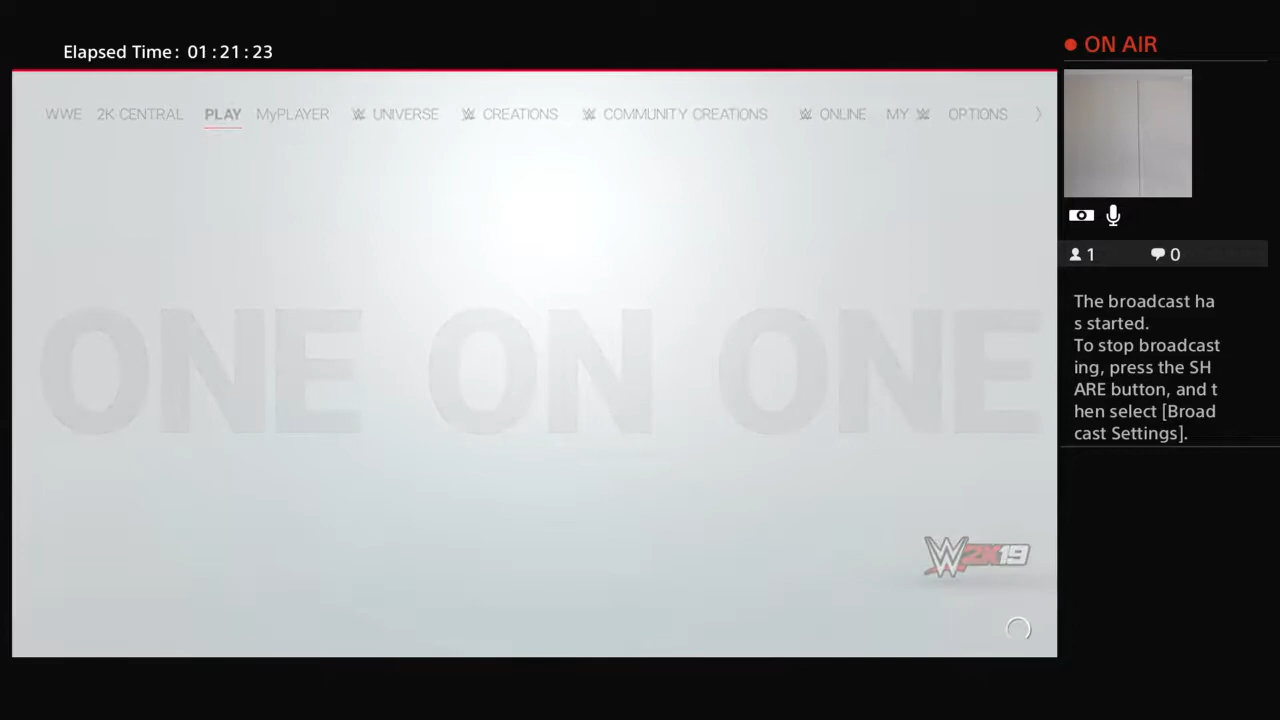 Elapsed Time: 01:21:23
ON AIR
WWE 2K CENTRAL PLAY MyPLAYER UNIVERSE CREATIONS COMMUNITY CREATIONS ONLINE MY OPTIONS
1 0
The broadcast ha
s started.
To stop broadcast
ing, press the SH
ARE button, and t
hen select [Broad
cast Settings].
ONE ON ONE
W 2K19